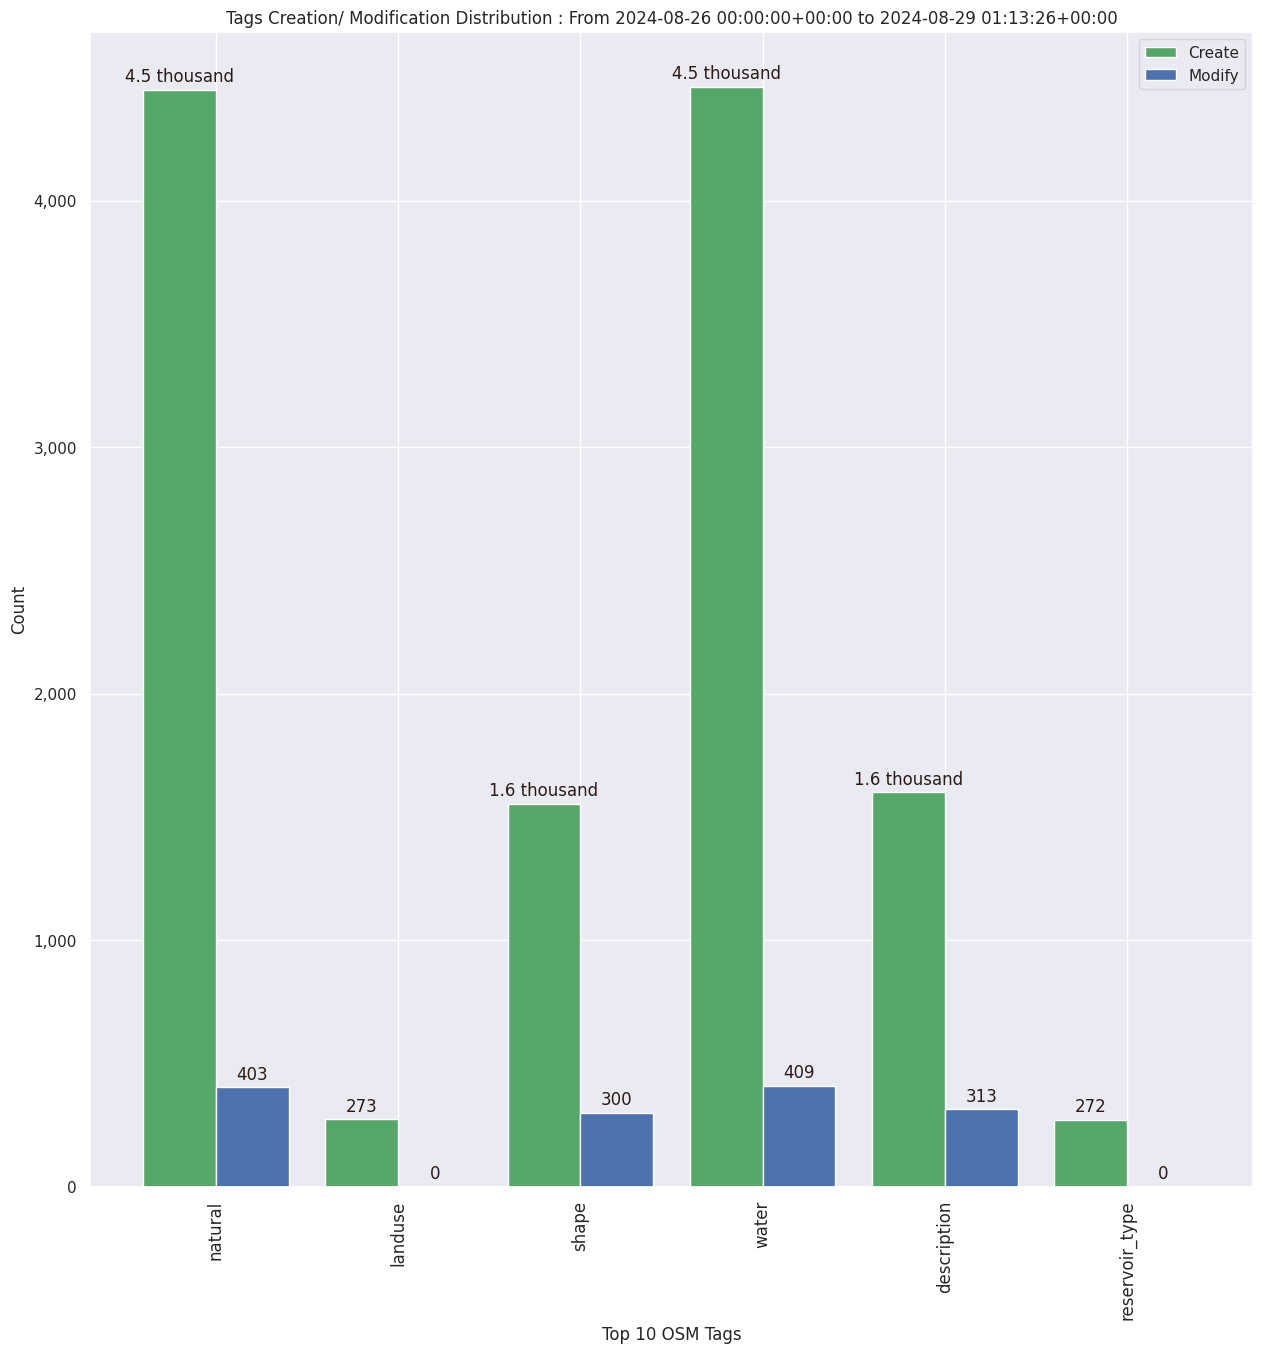 Tags Creation/ Modification Distribution : From 2024-08-26 00:00:00+00:00 to 2024-08-29 01:13:26+00:00
Create
Modify
4.5 thousand
4.5 thousand
4,000
3,000
2,000
1.6 thousand
1.6 thousand
1,000
403
273
0
300
409
313
272
0
0
Count
natural
landuse
shape
water
description
reservoir_type
Top 10 OSM Tags